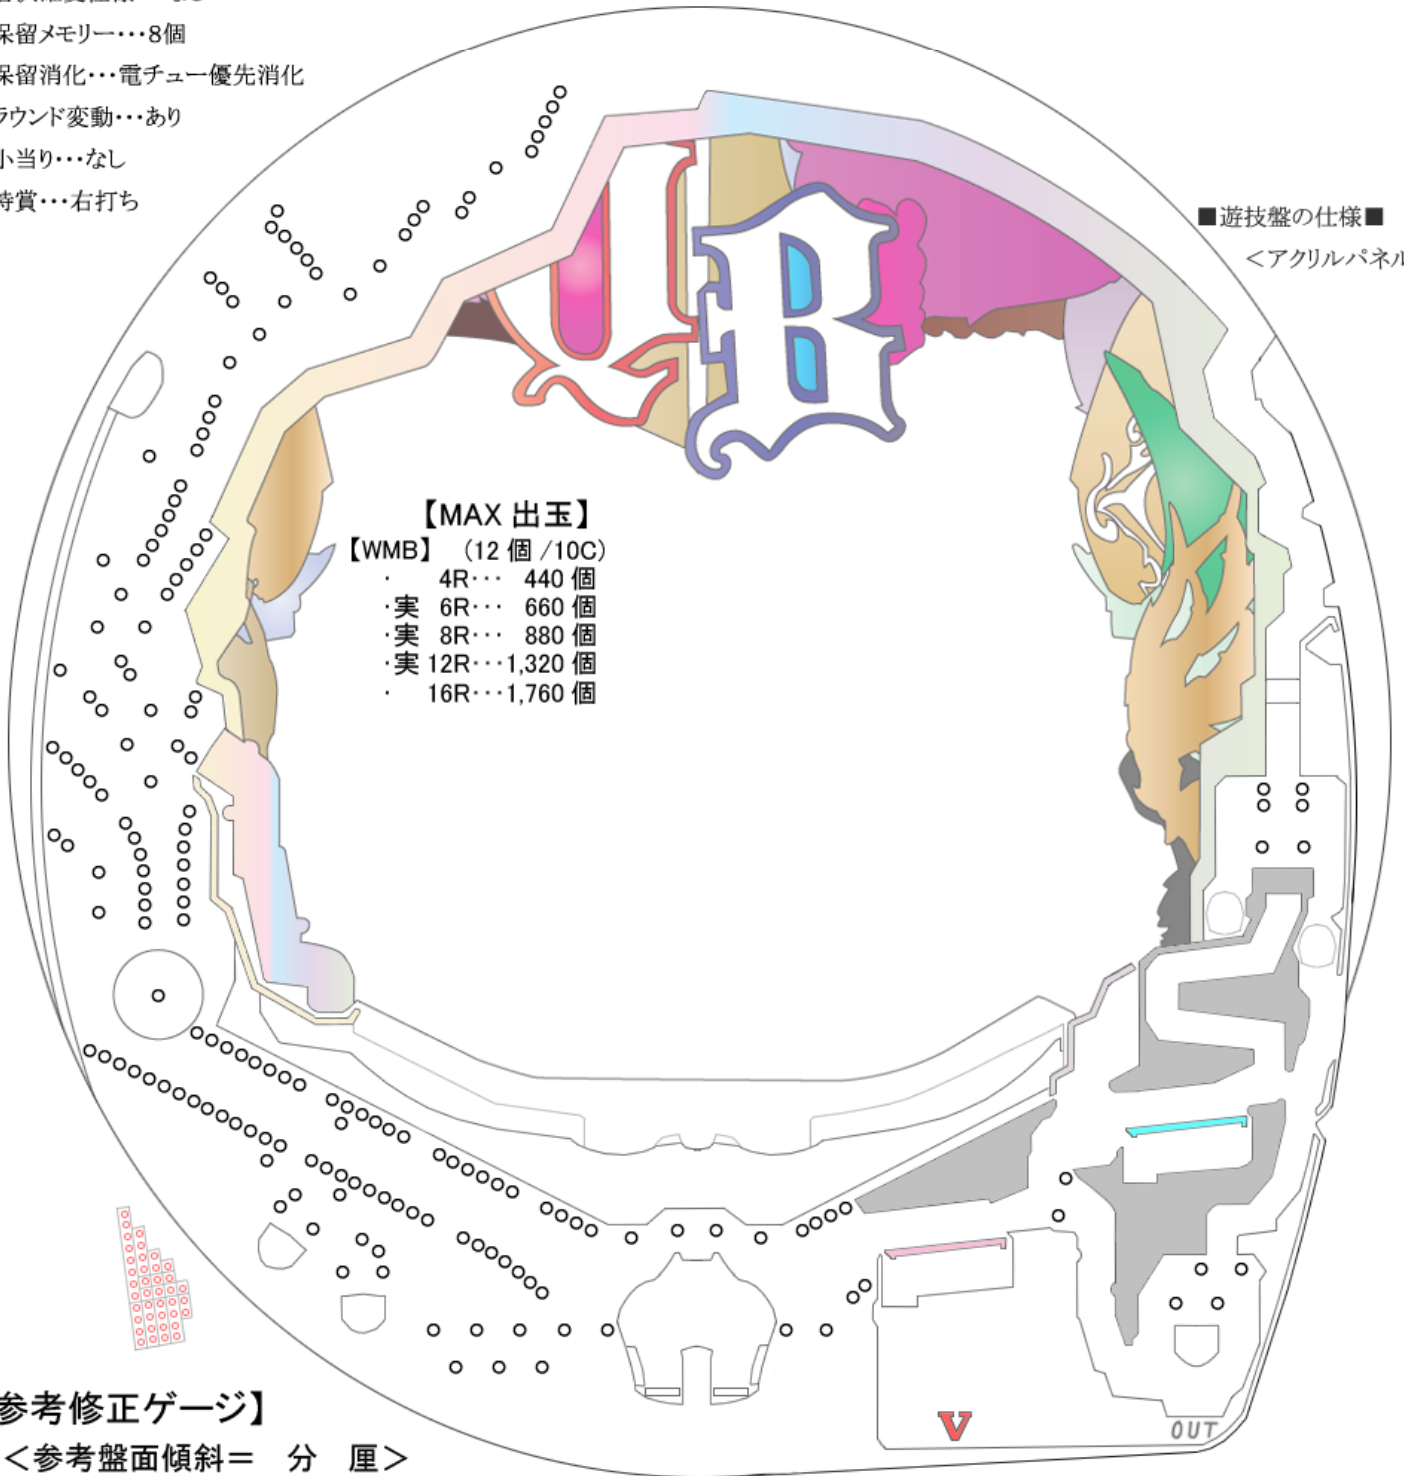 保留メモリー・・・8個
保留消化・・・電チュー優先消化
ラウンド変動・・・あり
小当り・・・なし
特賞・・・右打ち
■遊技盤の仕様■
＜アクリルパネル
【MAX 出玉】
【WMB】 （12 個 /10C）
・ 4R・・・ 440 個
・実 6R・・・ 660 個
・実 8R・・・ 880 個
・実 12R・・・1,320 個
・ 16R・・・1,760 個
B
V
OUT
参考修正ゲージ】
＜参考盤面傾斜＝ 分 厘＞